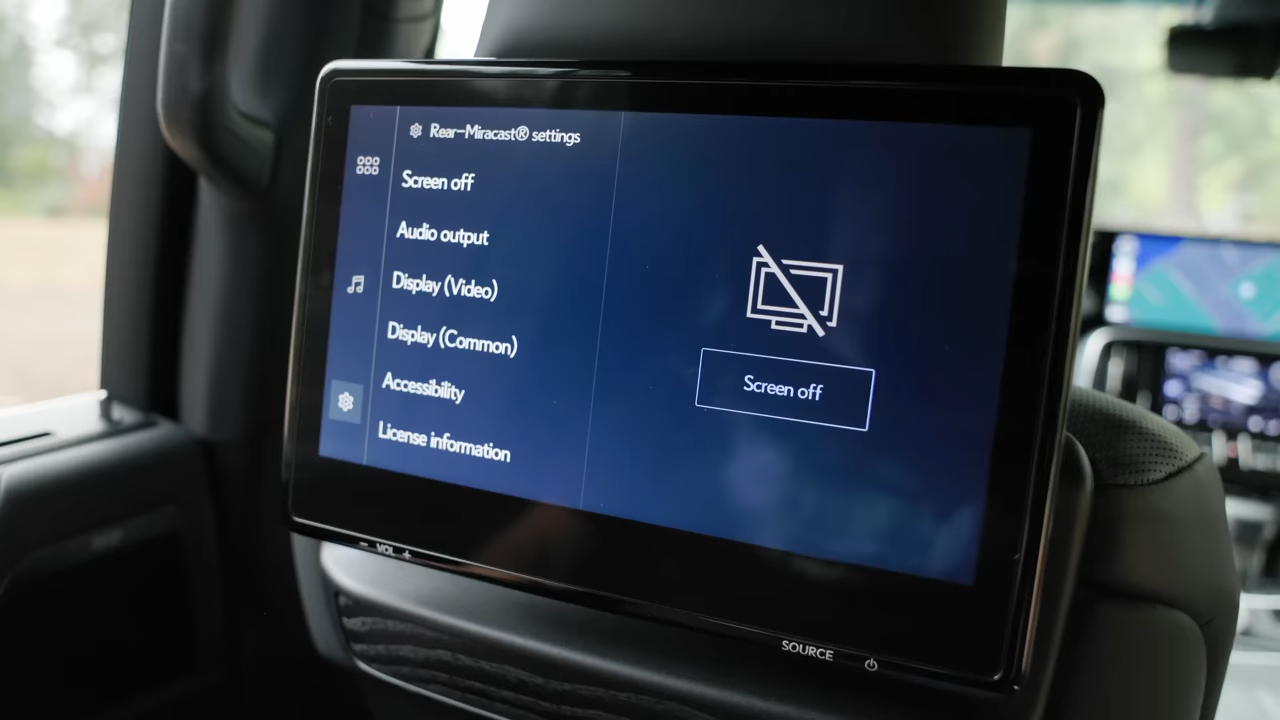 Rear-Miracast® settings
Screen off
Audio output
Display (Video)
Display (Common)
Accessibility
License information
Screen off
- VOL +
SOURCE